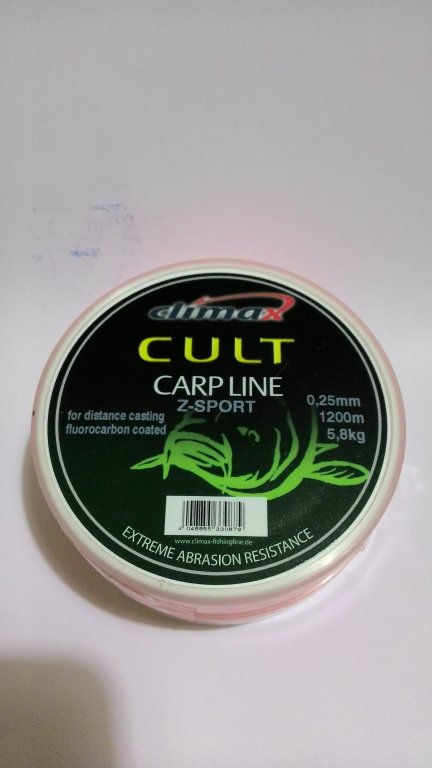 climax
CULT
CARP LINE
Z-SPORT
for distance casting
fluorocarbon coated
0,25mm
1200m
5,8kg
www.climax-fishingline.de
EXTREME ABRASION RESISTANCE